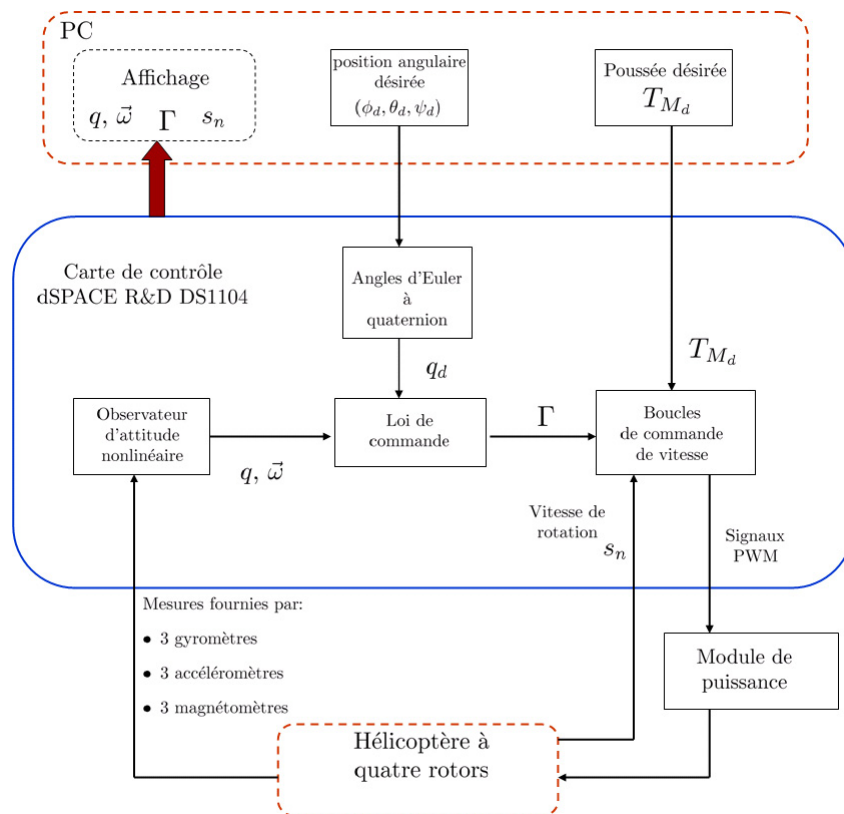 PC
Affichage
q, ω⃗ Γ s_n
position angulaire
désirée
(ϕ_d, θ_d, ψ_d)
Poussée désirée
T_{M_d}
Carte de contrôle
dSPACE R&D DS1104
Angles d'Euler
à
quaternion
q_d
T_{M_d}
Observateur
d'attitude
nonlinéaire
q, ω⃗
Loi de
commande
Γ
Boucles
de commande
de vitesse
Vitesse de
rotation
s_n
Signaux
PWM
Mesures fournies par:
• 3 gyromètres
• 3 accéléromètres
• 3 magnétomètres
Module de
puissance
Hélicoptère à
quatre rotors